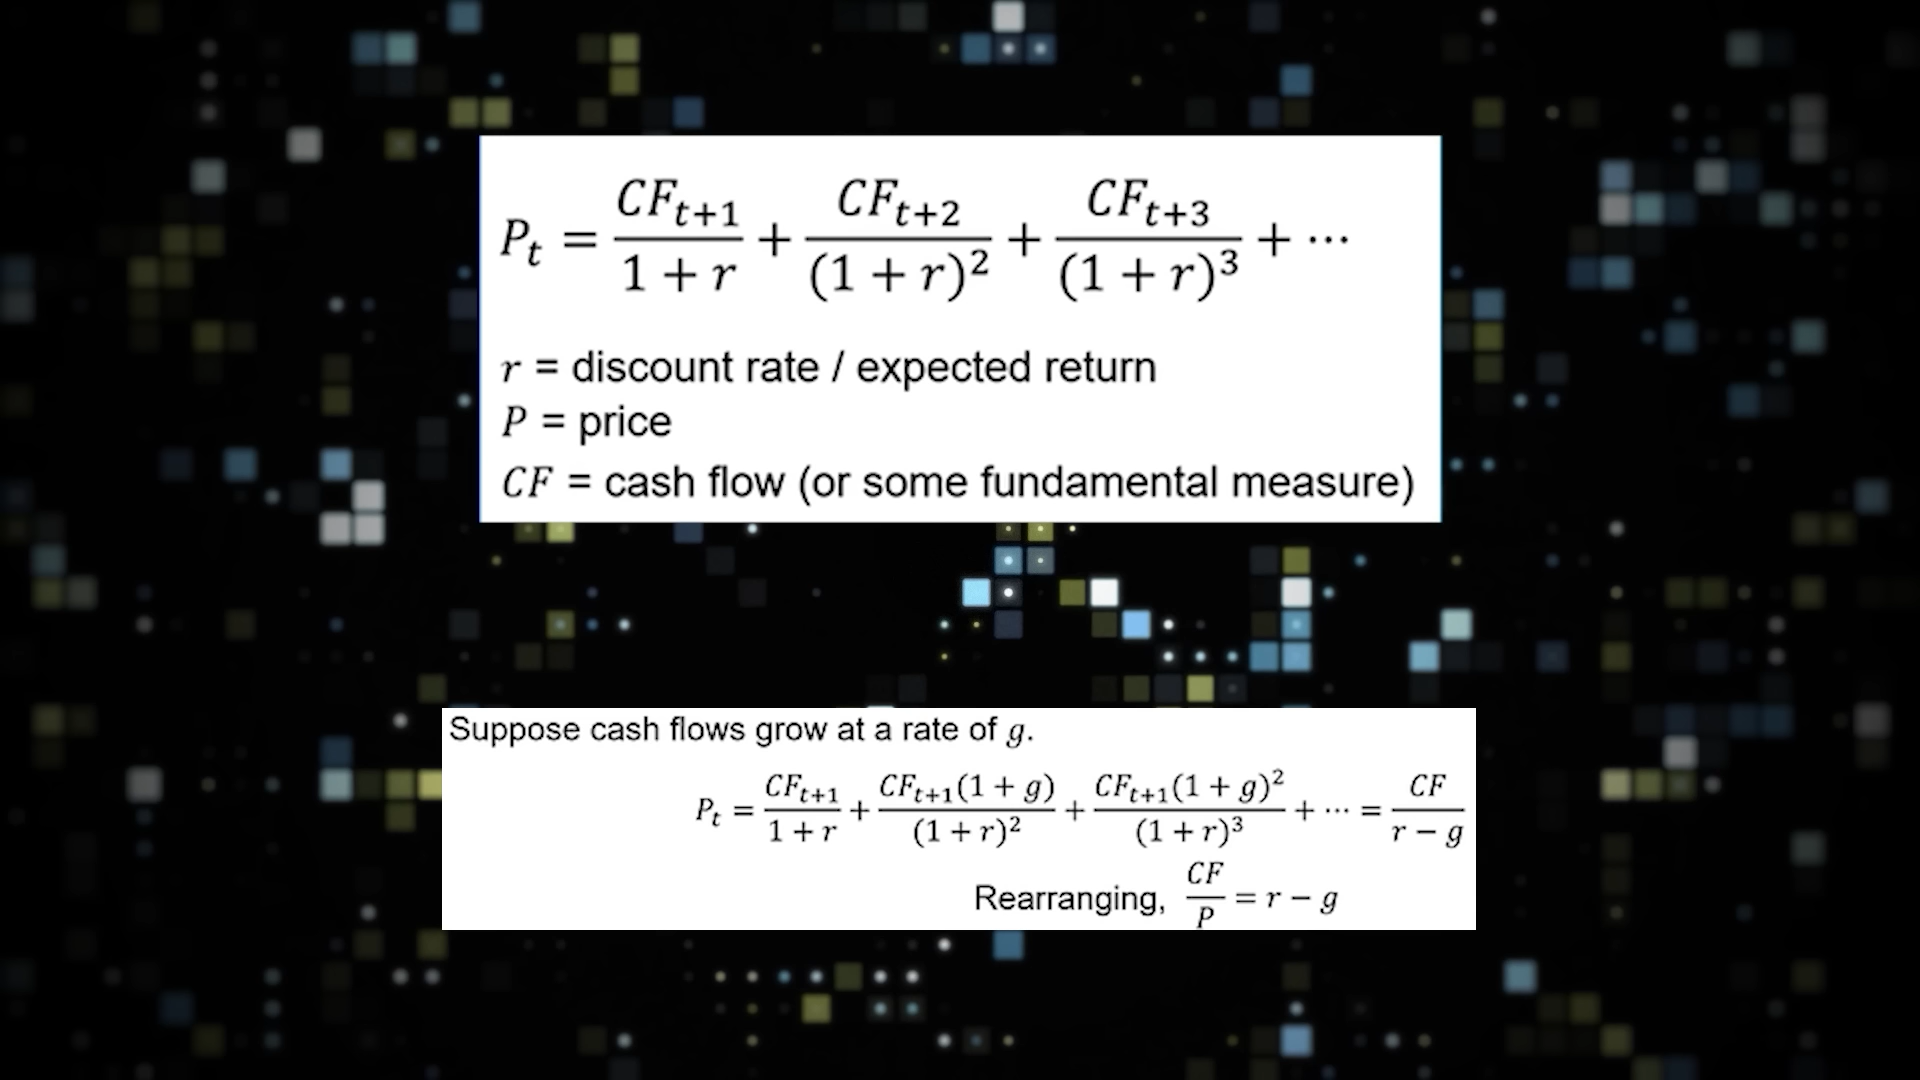 P_t = CF_{t+1}/(1 + r) + CF_{t+2}/(1 + r)^2 + CF_{t+3}/(1 + r)^3 + ⋯
r = discount rate / expected return
P = price
CF = cash flow (or some fundamental measure)
Suppose cash flows grow at a rate of g.
P_t = CF_{t+1}/(1 + r) + CF_{t+1}(1 + g)/(1 + r)^2 + CF_{t+1}(1 + g)^2/(1 + r)^3 + ⋯ = CF/(r − g)
Rearranging, CF/P = r − g